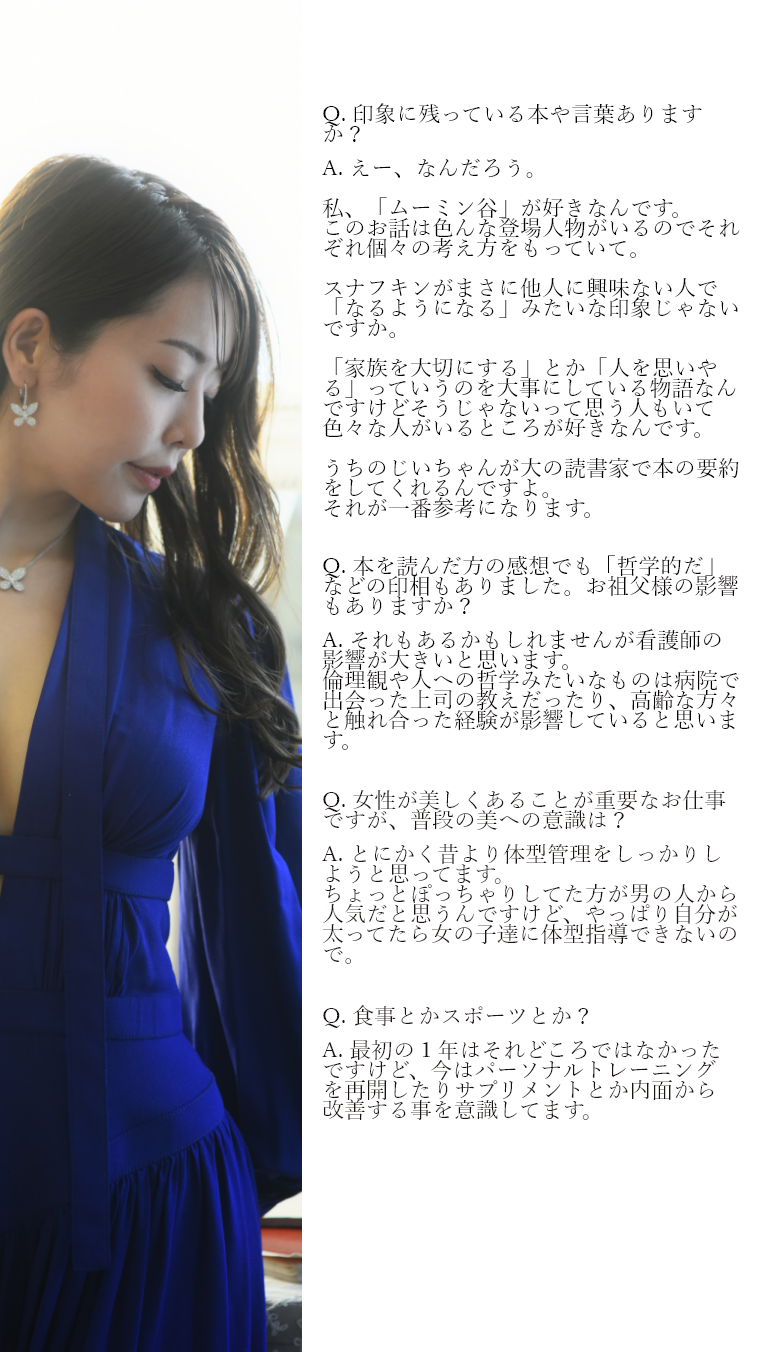 Q. 印象に残っている本や言葉あります
か？
A. えー、なんだろう。
私、「ムーミン谷」が好きなんです。
このお話は色んな登場人物がいるのでそれ
ぞれ個々の考え方をもっていて。
スナフキンがまさに他人に興味ない人で
「なるようになる」みたいな印象じゃない
ですか。
「家族を大切にする」とか「人を思いや
る」っていうのを大事にしている物語なん
ですけどそうじゃないって思う人もいて
色々な人がいるところが好きなんです。
うちのじいちゃんが大の読書家で本の要約
をしてくれるんですよ。
それが一番参考になります。
Q. 本を読んだ方の感想でも「哲学的だ」
などの印相もありました。お祖父様の影響
もありますか？
A. それもあるかもしれませんが看護師の
影響が大きいと思います。
倫理観や人への哲学みたいなものは病院で
出会った上司の教えだったり、高齢な方々
と触れ合った経験が影響していると思いま
す。
Q. 女性が美しくあることが重要なお仕事
ですが、普段の美への意識は？
A. とにかく昔より体型管理をしっかりし
ようと思ってます。
ちょっとぽっちゃりしてた方が男の人から
人気だと思うんですけど、やっぱり自分が
太ってたら女の子達に体型指導できないの
で。
Q. 食事とかスポーツとか？
A. 最初の１年はそれどころではなかった
ですけど、今はパーソナルトレーニング
を再開したりサプリメントとか内面から
改善する事を意識してます。